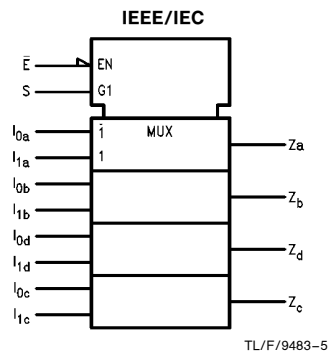 IEEE/IEC
Ē EN
S G1
I0a 1̄ MUX
Za
I1a 1
I0b
Zb
I1b
I0d
Zd
I1d
I0c
Zc
I1c
TL/F/9483–5